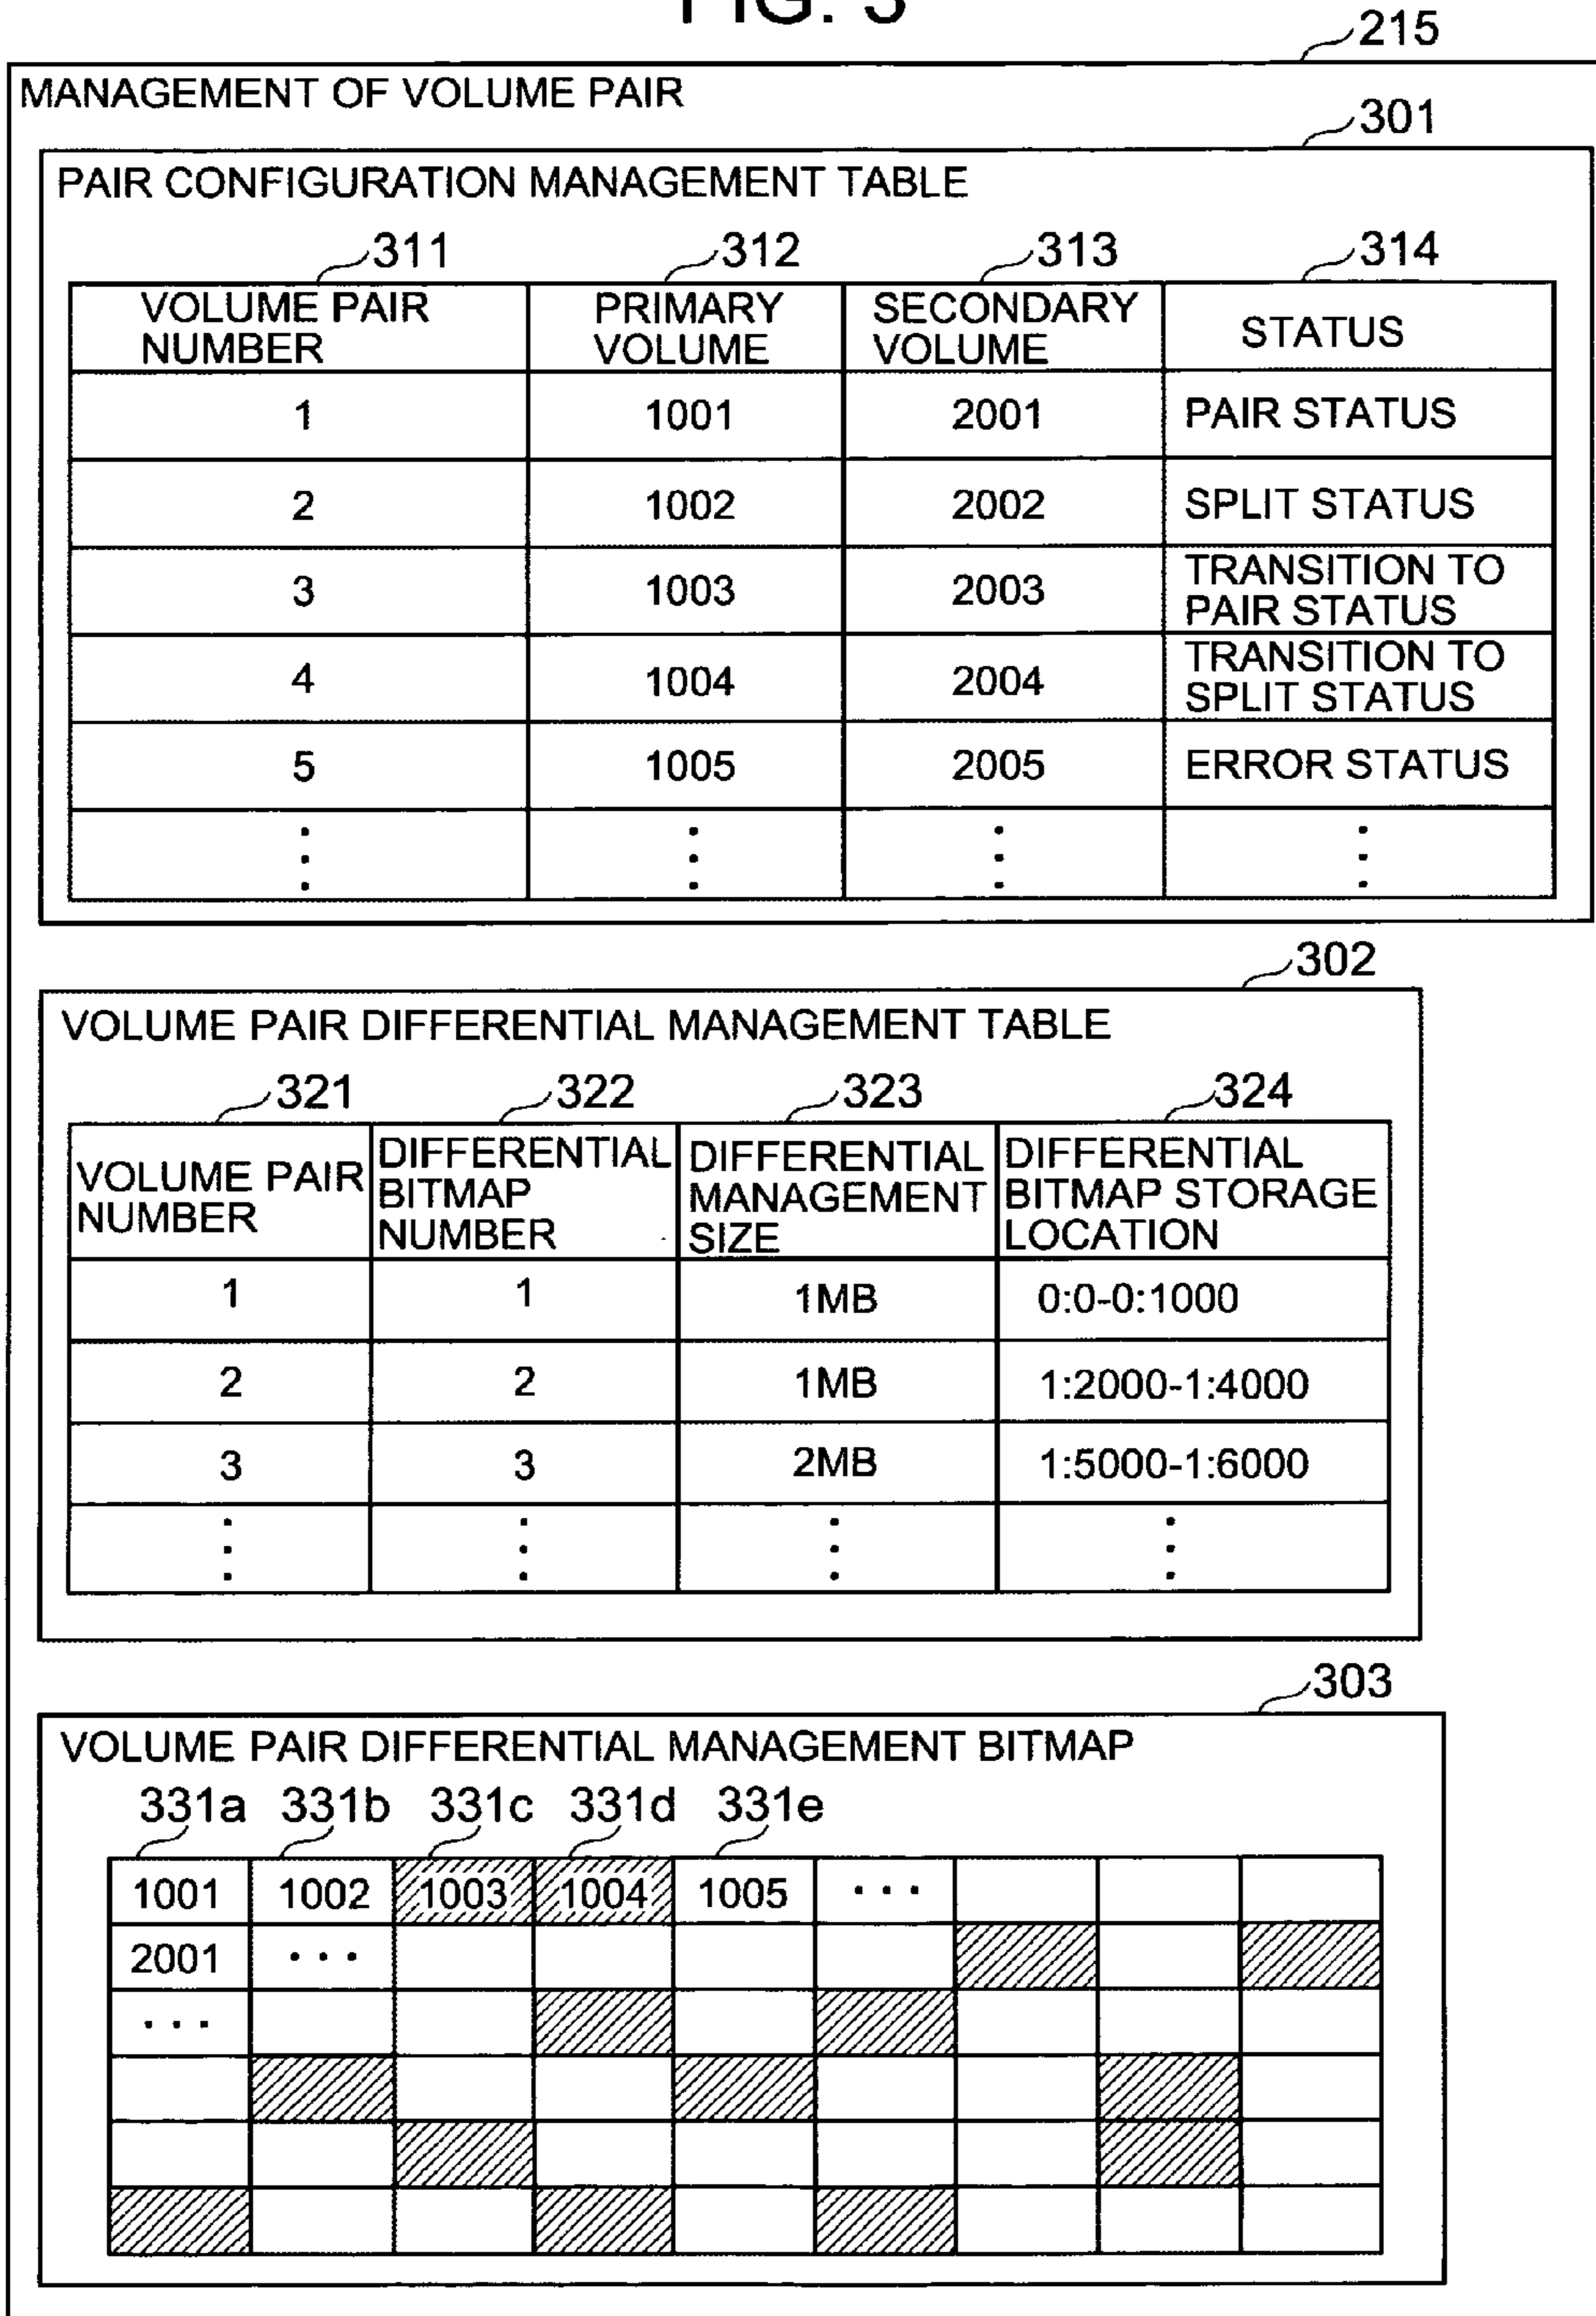 FIG. 3
215
MANAGEMENT OF VOLUME PAIR
301
PAIR CONFIGURATION MANAGEMENT TABLE
311 312 313 314
VOLUME PAIR NUMBER PRIMARY VOLUME SECONDARY VOLUME STATUS
1 1001 2001 PAIR STATUS
2 1002 2002 SPLIT STATUS
3 1003 2003 TRANSITION TO PAIR STATUS
4 1004 2004 TRANSITION TO SPLIT STATUS
5 1005 2005 ERROR STATUS
302
VOLUME PAIR DIFFERENTIAL MANAGEMENT TABLE
321 322 323 324
VOLUME PAIR NUMBER DIFFERENTIAL BITMAP NUMBER DIFFERENTIAL MANAGEMENT SIZE DIFFERENTIAL BITMAP STORAGE LOCATION
1 1 1MB 0:0-0:1000
2 2 1MB 1:2000-1:4000
3 3 2MB 1:5000-1:6000
303
VOLUME PAIR DIFFERENTIAL MANAGEMENT BITMAP
331a 331b 331c 331d 331e
1001 1002 1003 1004 1005 ...
2001 ...
...